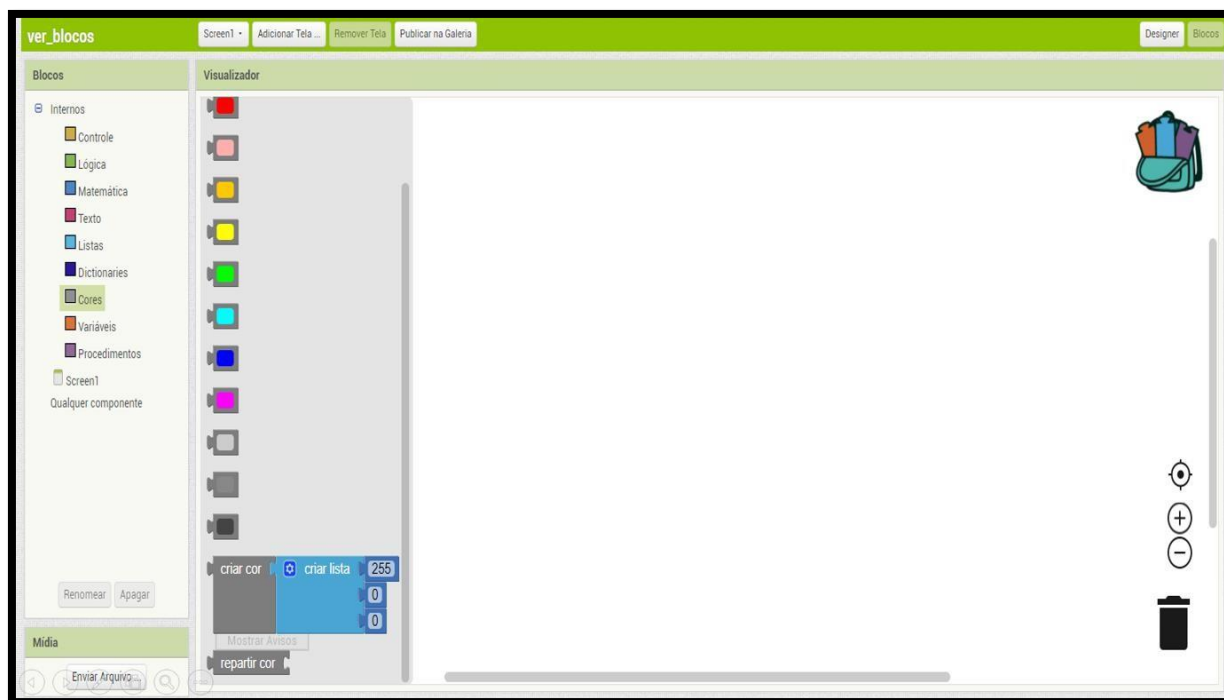 ver_blocos
Screen1
Adicionar Tela ...
Remover Tela
Publicar na Galeria
Designer
Blocos
Blocos
Visualizador
Internos
Controle
Lógica
Matemática
Texto
Listas
Dictionaries
Cores
Variáveis
Procedimentos
Screen1
Qualquer componente
criar cor
criar lista
255
0
0
Mostrar Avisos
repartir cor
Renomear
Apagar
Mídia
Enviar Arquivo...